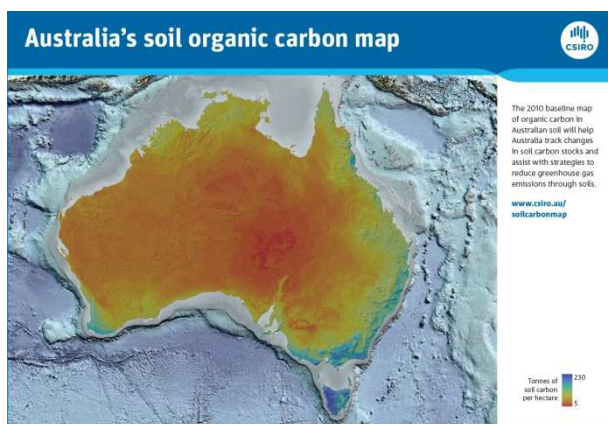 Australia's soil organic carbon map
CSIRO
The 2010 baseline map
of organic carbon in
Australian soil will help
Australia track changes
in soil carbon stocks and
assist with strategies to
reduce greenhouse gas
emissions through soils.
www.csiro.au/
soilcarbonmap
Tonnes of
soil carbon
per hectare
230
5